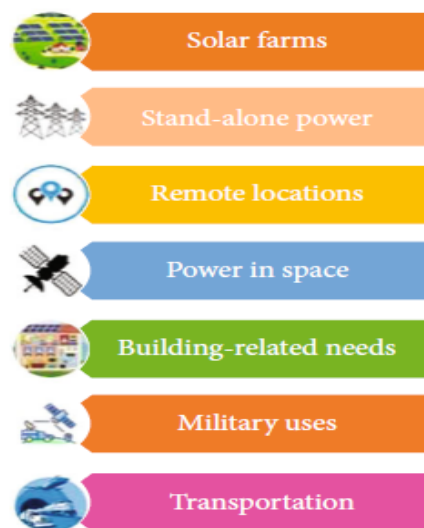 Solar farms
Stand-alone power
Remote locations
Power in space
Building-related needs
Military uses
Transportation